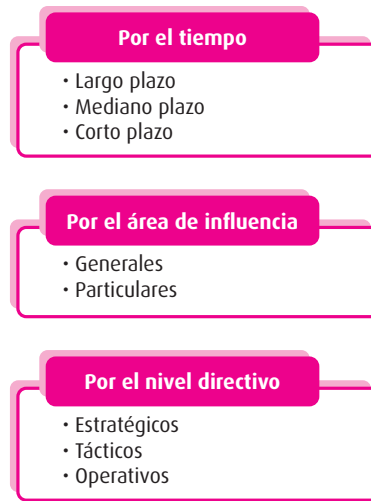 Por el tiempo
• Largo plazo
• Mediano plazo
• Corto plazo
Por el área de influencia
• Generales
• Particulares
Por el nivel directivo
• Estratégicos
• Tácticos
• Operativos